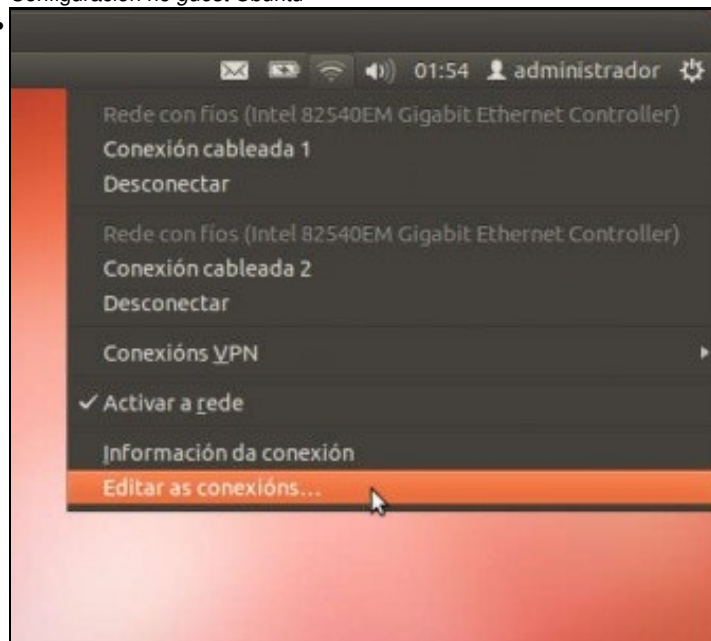 Configuración no guest Ubuntu
01:54 administrador
Rede con fíos (Intel 82540EM Gigabit Ethernet Controller)
Conexión cableada 1
Desconectar
Rede con fíos (Intel 82540EM Gigabit Ethernet Controller)
Conexión cableada 2
Desconectar
Conexións VPN
Activar a rede
Información da conexión
Editar as conexións...